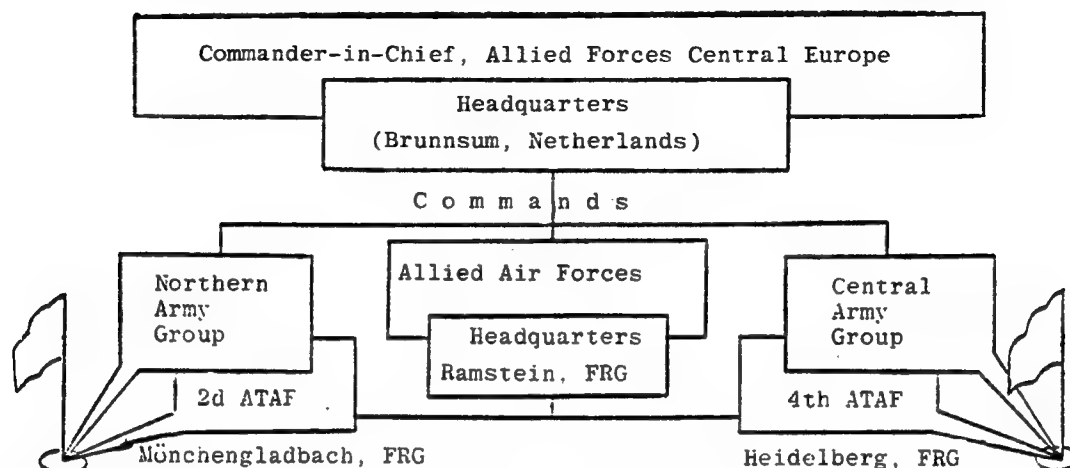 Commander-in-Chief, Allied Forces Central Europe
Headquarters
(Brunnsum, Netherlands)
Commands
Northern
Army
Group
Allied Air Forces
Central
Army
Group
Headquarters
Ramstein, FRG
2d ATAF
4th ATAF
Mönchengladbach, FRG
Heidelberg, FRG